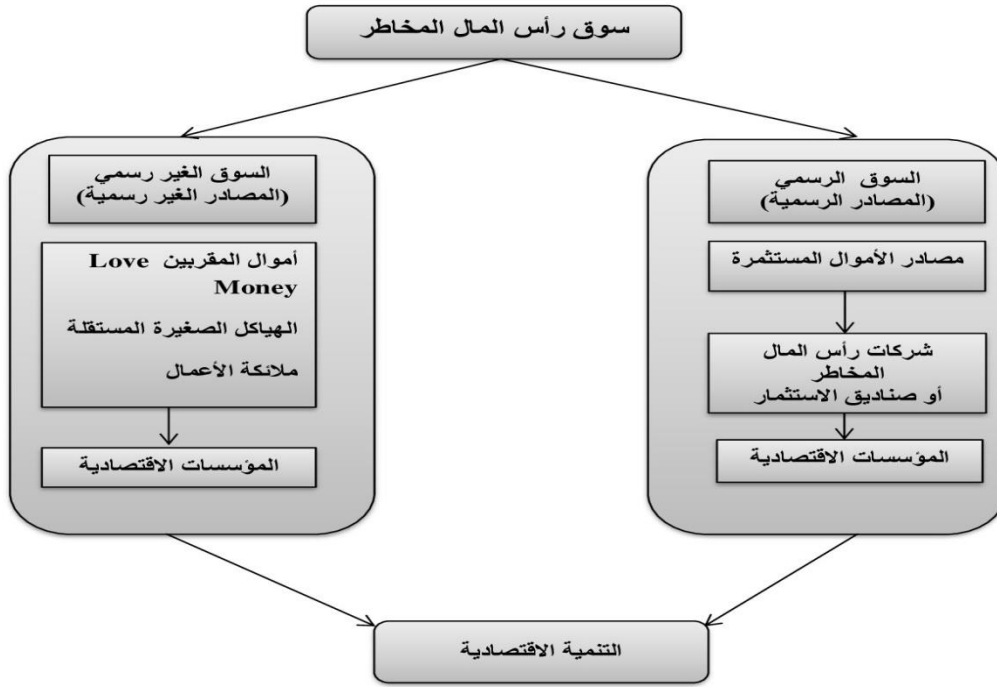 سوق رأس المال المخاطر
السوق الرسمي
(المصادر الرسمية)
مصادر الأموال المستثمرة
شركات رأس المال
المخاطر
أو صناديق الاستثمار
المؤسسات الاقتصادية
السوق الغير رسمي
(المصادر الغير رسمية)
أموال المقربين Love
Money
الهياكل الصغيرة المستقلة
ملائكة الأعمال
المؤسسات الاقتصادية
التنمية الاقتصادية